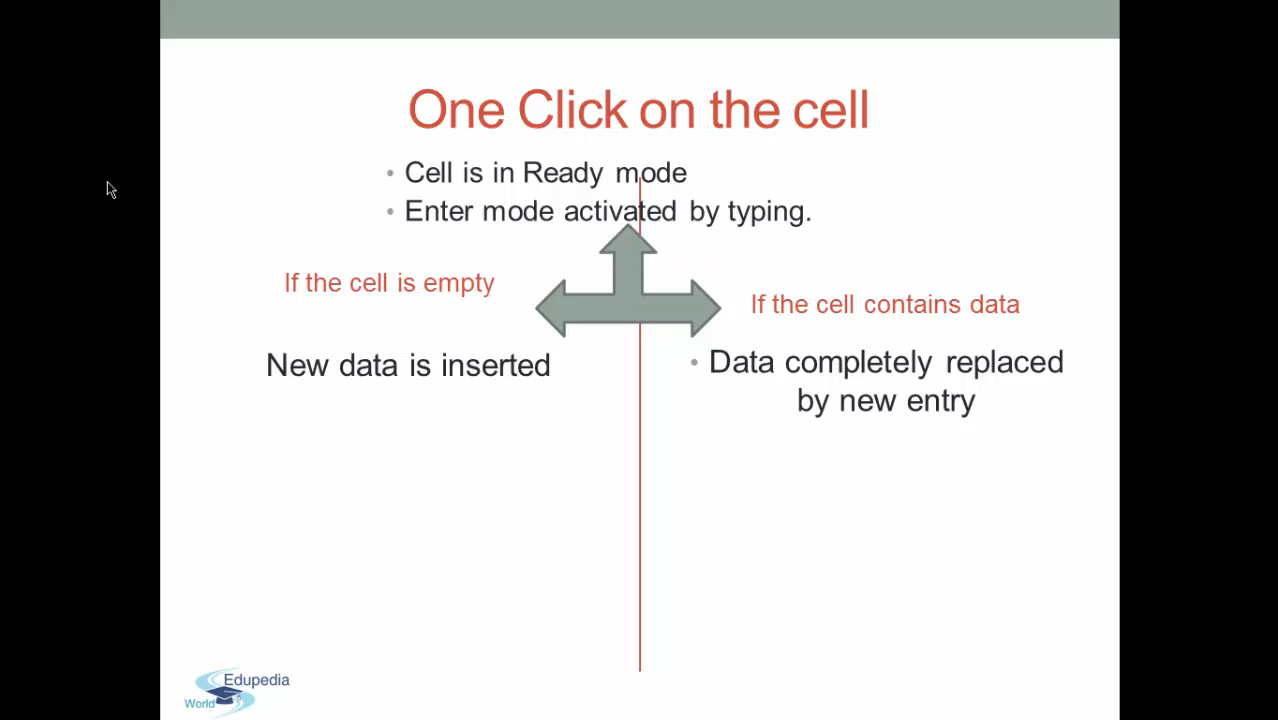 One Click on the cell
• Cell is in Ready mode
• Enter mode activated by typing.
If the cell is empty
If the cell contains data
New data is inserted
• Data completely replaced
by new entry
Edupedia
World